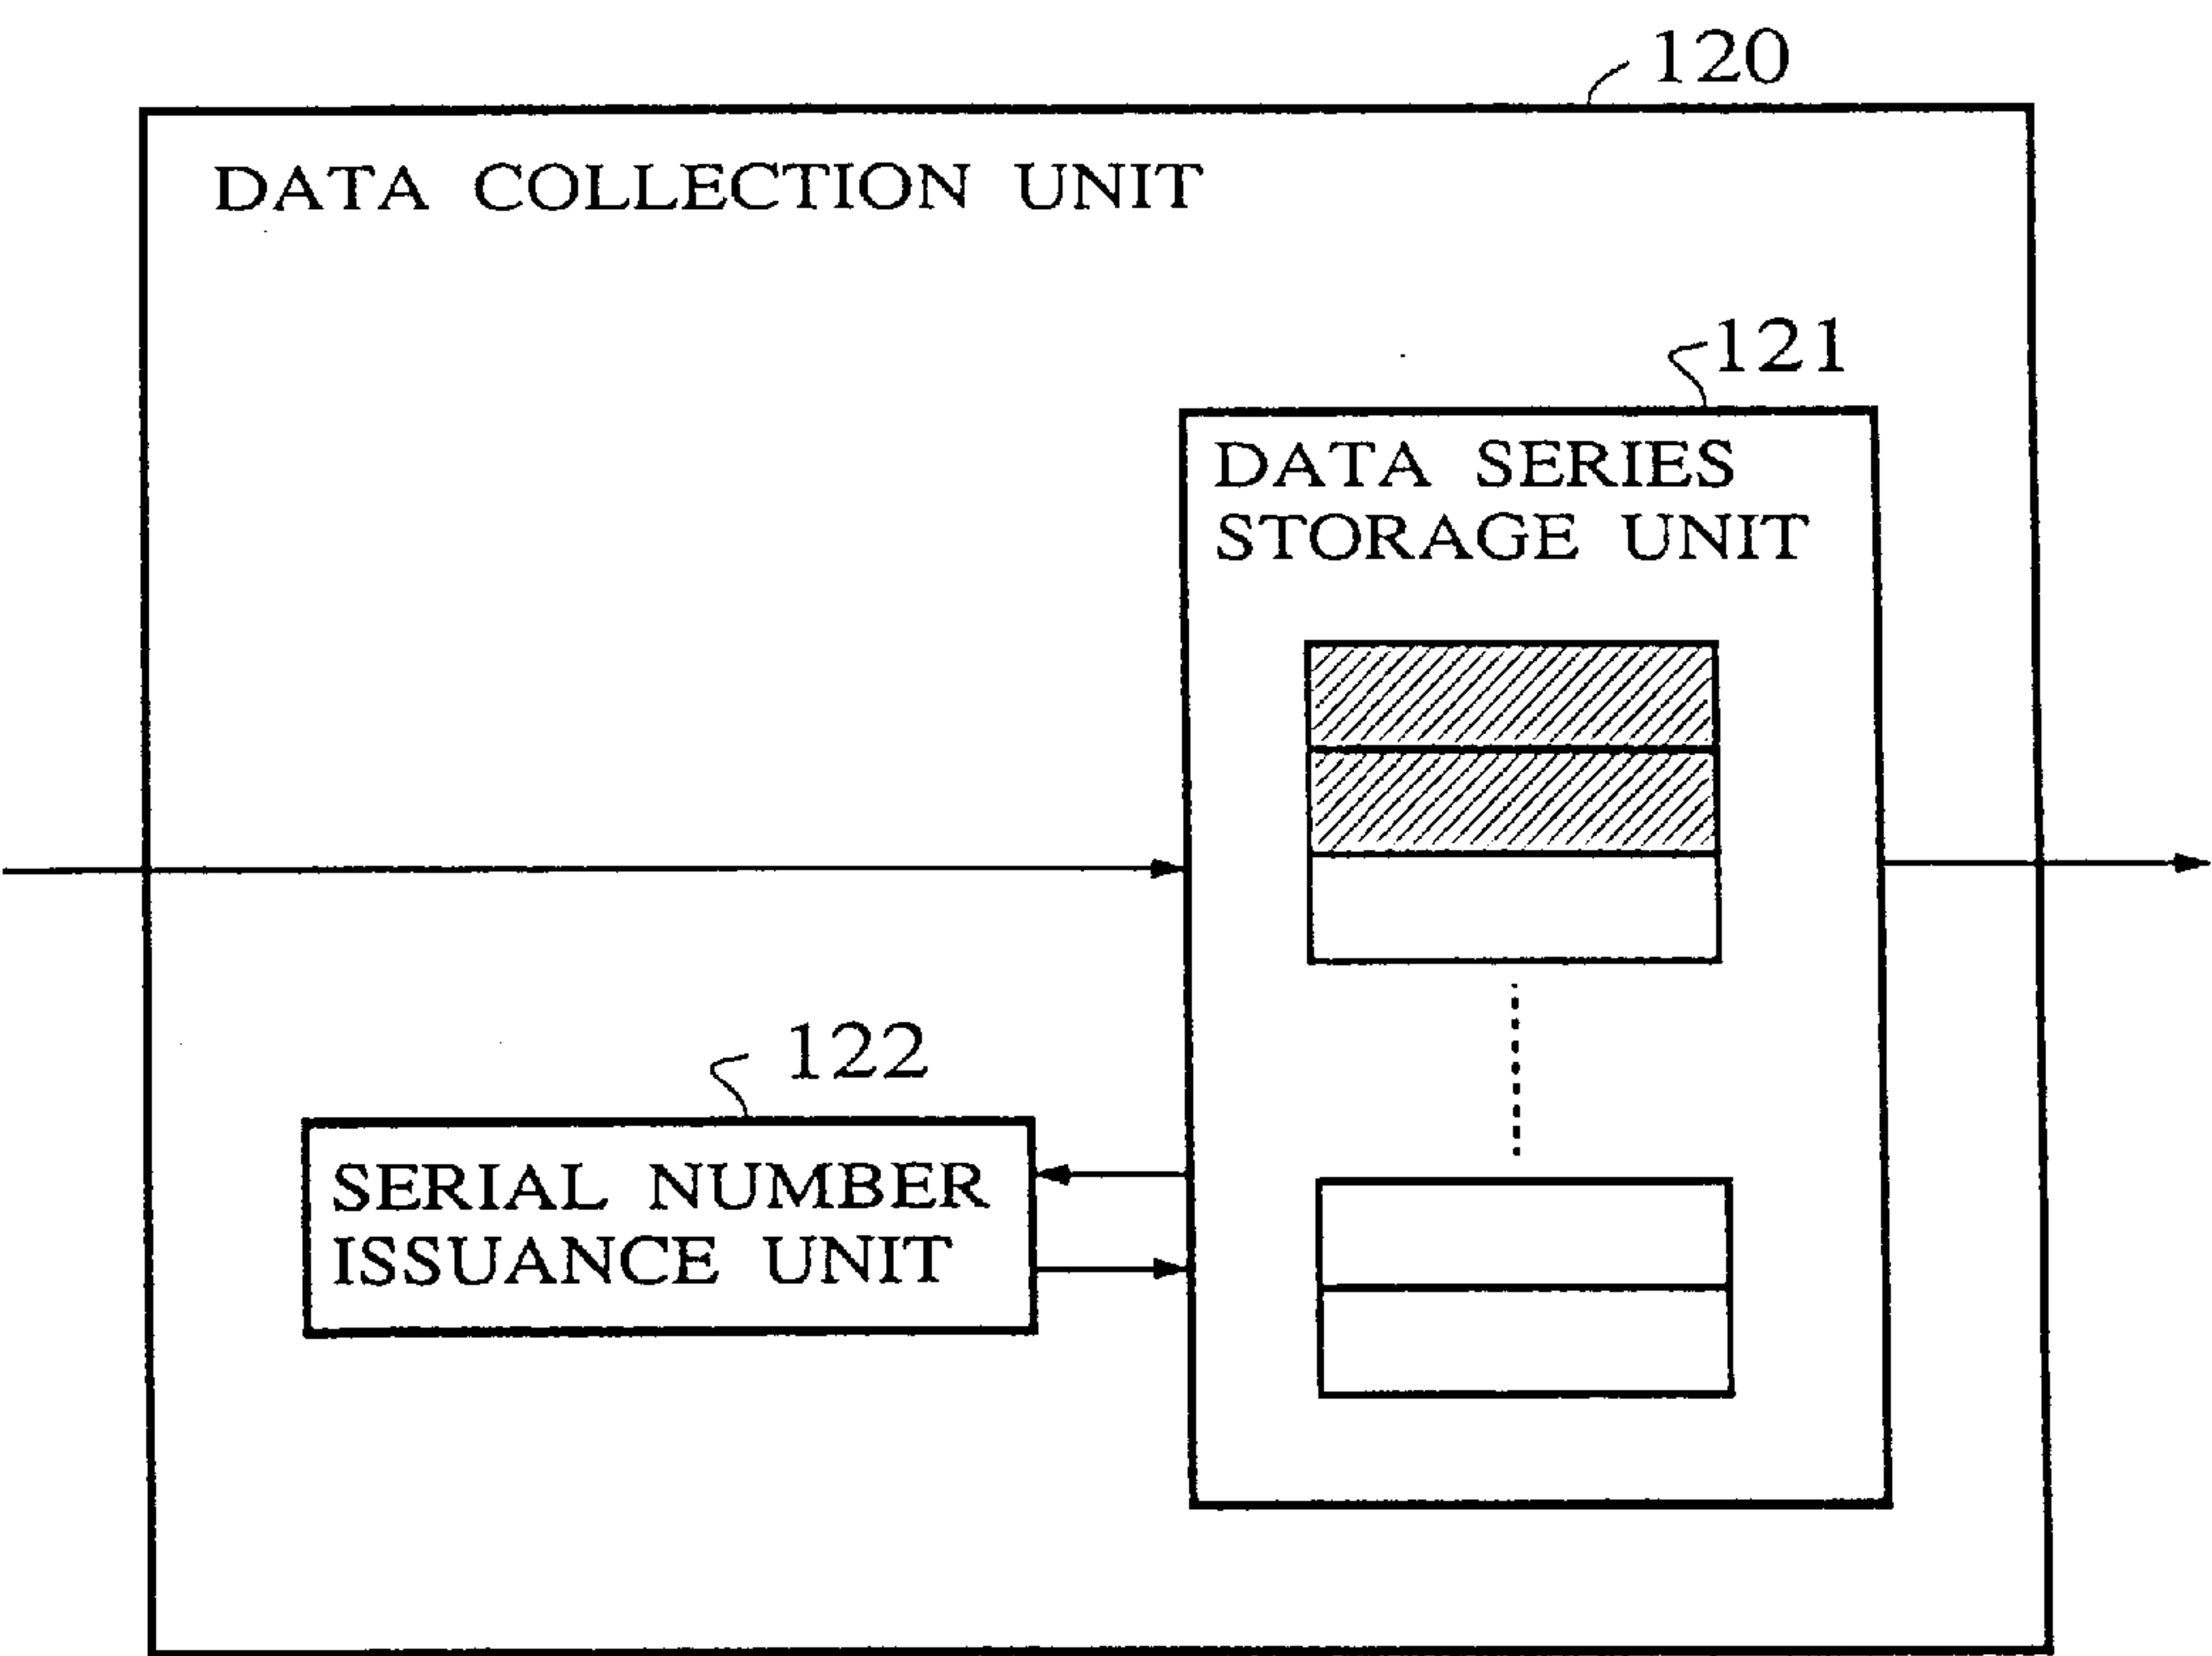 120
DATA COLLECTION UNIT
121
DATA SERIES
STORAGE UNIT
122
SERIAL NUMBER
ISSUANCE UNIT